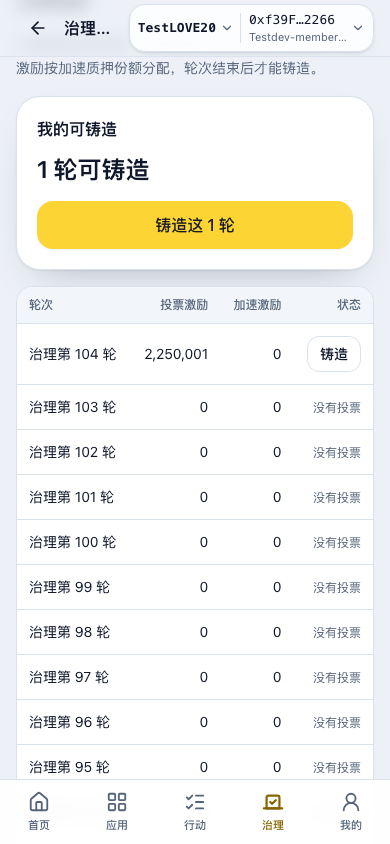 治理...
TestLOVE20
0xf39F…2266
Testdev-member...
激励按加速质押份额分配，轮次结束后才能铸造。
我的可铸造
1 轮可铸造
铸造这 1 轮
轮次 投票激励 加速激励 状态
治理第 104 轮 2,250,001 0 铸造
治理第 103 轮 0 0 没有投票
治理第 102 轮 0 0 没有投票
治理第 101 轮 0 0 没有投票
治理第 100 轮 0 0 没有投票
治理第 99 轮 0 0 没有投票
治理第 98 轮 0 0 没有投票
治理第 97 轮 0 0 没有投票
治理第 96 轮 0 0 没有投票
治理第 95 轮 0 0 没有投票
首页 应用 行动 治理 我的